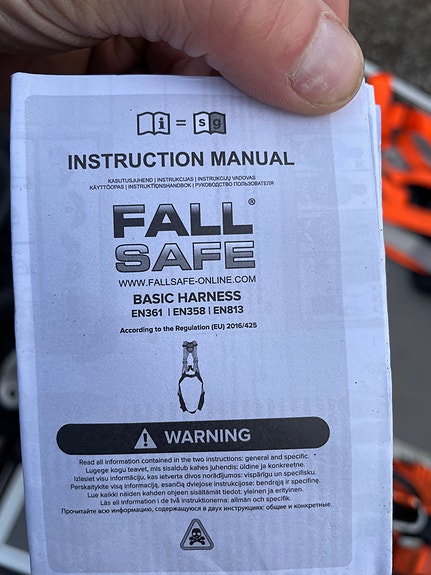 i = s g
INSTRUCTION MANUAL
KASUTUSJUHEND | INSTRUKCIJAS | INSTRUKCIJŲ VADOVAS
KÄYTTÖOPAS | INSTRUKTIONSHANDBOK | РУКОВОДСТВО ПОЛЬЗОВАТЕЛЯ
FALL®
SAFE
WWW.FALLSAFE-ONLINE.COM
BASIC HARNESS
EN361 | EN358 | EN813
According to the Regulation (EU) 2016/425
WARNING
Read all information contained in the two instructions: general and specific.
Lugege kogu teavet, mis sisaldub kahes juhendis: üldine ja konkreetne.
Izlasiet visu informāciju, kas ietverta divos norādījumos: vispārīgu un specifisku.
Perskaitykite visą informaciją, esančią dviejose instrukcijose: bendrąją ir specifinę.
Lue kaikki näiden kahden ohjeen sisältämät tiedot: yleinen ja erityinen.
Läs all information i de två instruktionerna: allmän och specifik.
Прочитайте всю информацию, содержащуюся в двух инструкциях: общие и конкретные.